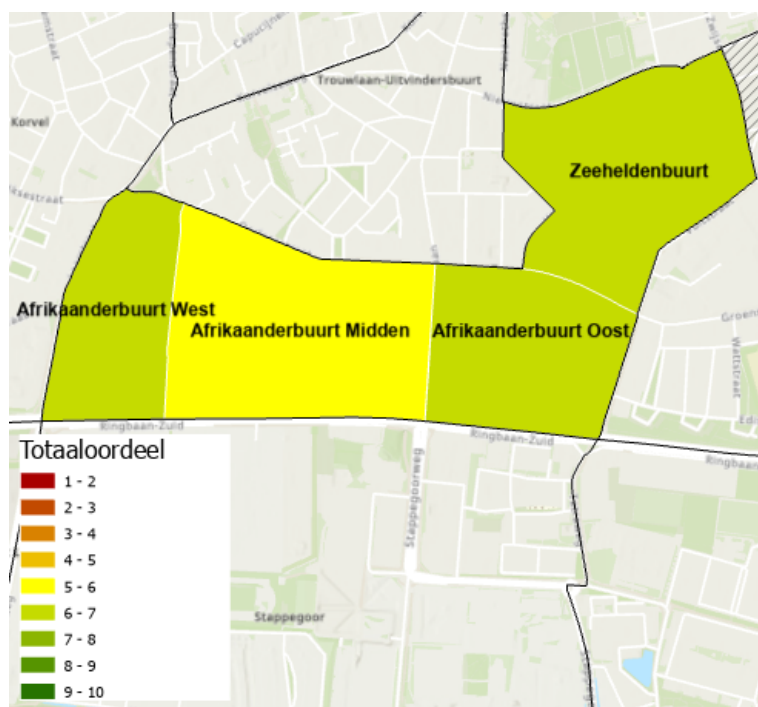 Trouwlaan-Uitvindersbuurt
Korvel
Zeeheldenbuurt
Afrikaanderbuurt West
Afrikaanderbuurt Midden
Afrikaanderbuurt Oost
Wattstraat
Ringbaan-Zuid
Ringbaan-Zuid
Stappegoorweg
Stappegoor
Totaaloordeel
1 - 2
2 - 3
3 - 4
4 - 5
5 - 6
6 - 7
7 - 8
8 - 9
9 - 10